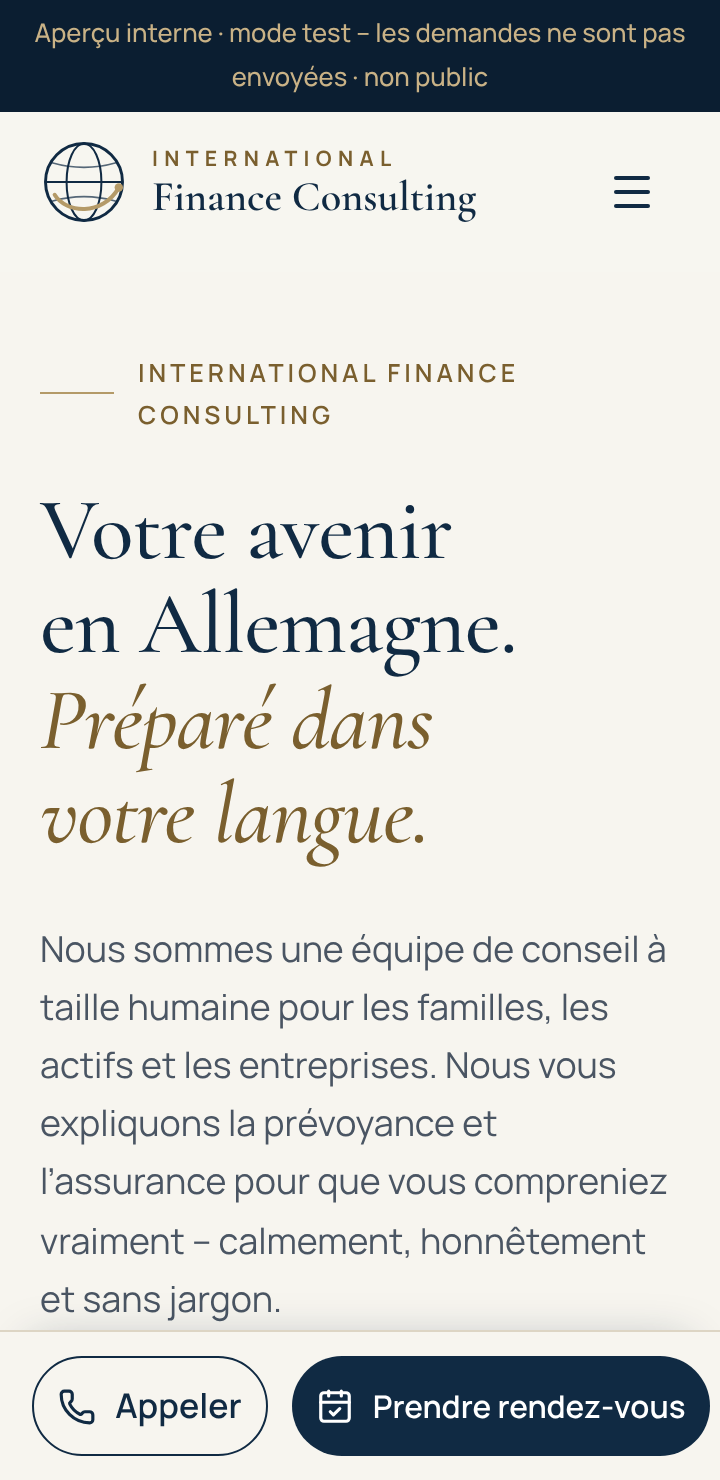 Aperçu interne · mode test – les demandes ne sont pas
envoyées · non public
INTERNATIONAL
Finance Consulting
INTERNATIONAL FINANCE
CONSULTING
Votre avenir
en Allemagne.
Préparé dans
votre langue.
Nous sommes une équipe de conseil à
taille humaine pour les familles, les
actifs et les entreprises. Nous vous
expliquons la prévoyance et
l’assurance pour que vous compreniez
vraiment – calmement, honnêtement
et sans jargon.
Appeler
Prendre rendez-vous